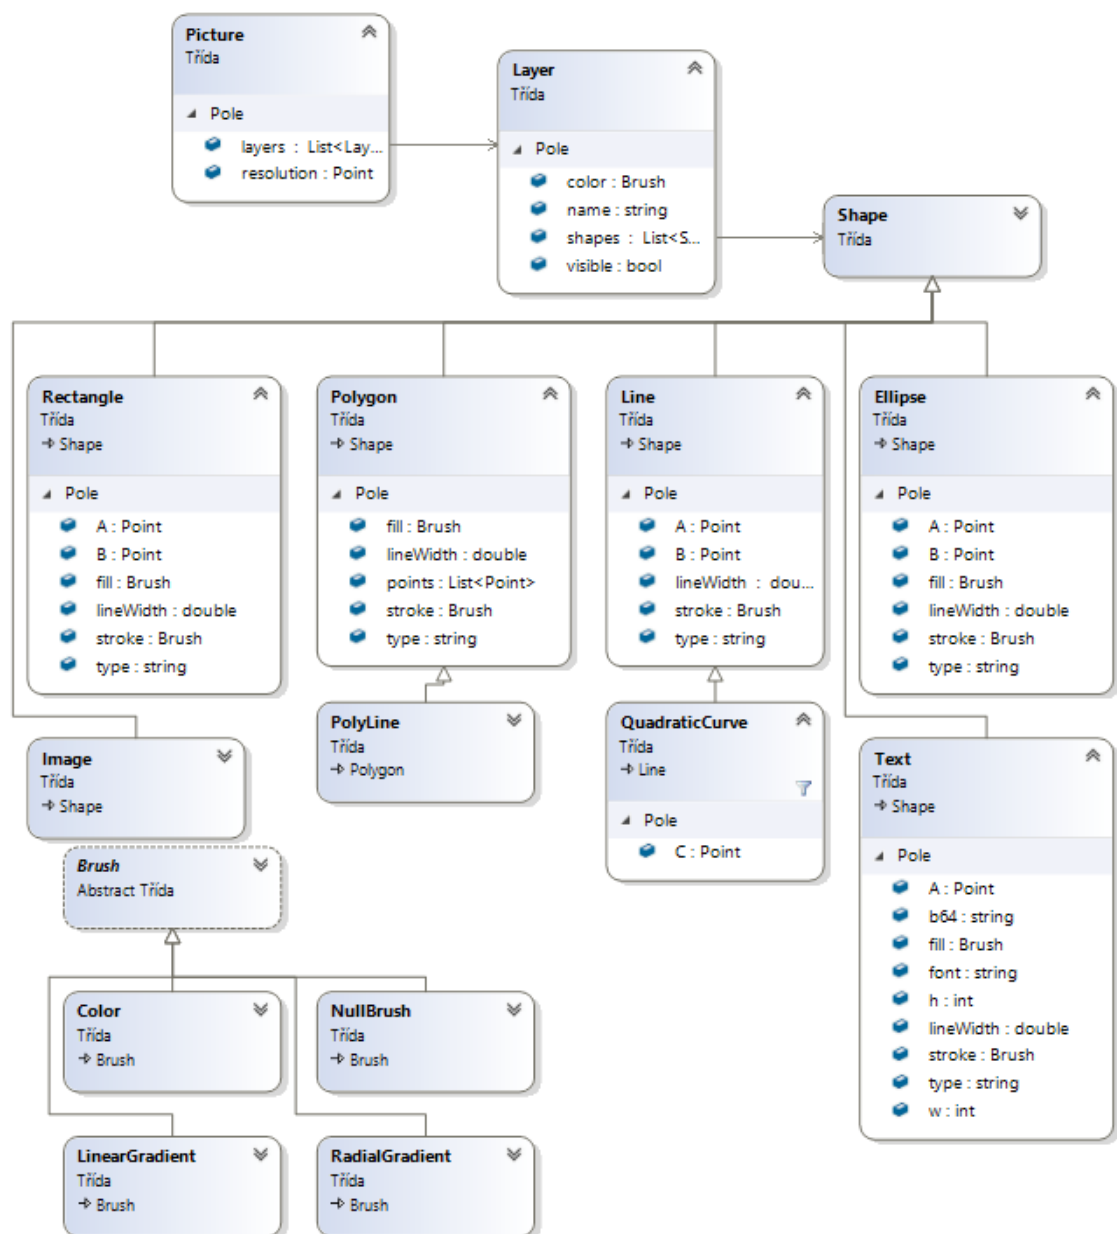 Picture
Třída
Pole
layers : List<Lay...
resolution : Point
Layer
Třída
Pole
color : Brush
name : string
shapes : List<S...
visible : bool
Shape
Třída
Rectangle
Třída
Shape
Pole
A : Point
B : Point
fill : Brush
lineWidth : double
stroke : Brush
type : string
Polygon
Třída
Shape
Pole
fill : Brush
lineWidth : double
points : List<Point>
stroke : Brush
type : string
Line
Třída
Shape
Pole
A : Point
B : Point
lineWidth : dou...
stroke : Brush
type : string
Ellipse
Třída
Shape
Pole
A : Point
B : Point
fill : Brush
lineWidth : double
stroke : Brush
type : string
Image
Třída
Shape
PolyLine
Třída
Polygon
QuadraticCurve
Třída
Line
Pole
C : Point
Text
Třída
Shape
Pole
A : Point
b64 : string
fill : Brush
font : string
h : int
lineWidth : double
stroke : Brush
type : string
w : int
Brush
Abstract Třída
Color
Třída
Brush
NullBrush
Třída
Brush
LinearGradient
Třída
Brush
RadialGradient
Třída
Brush